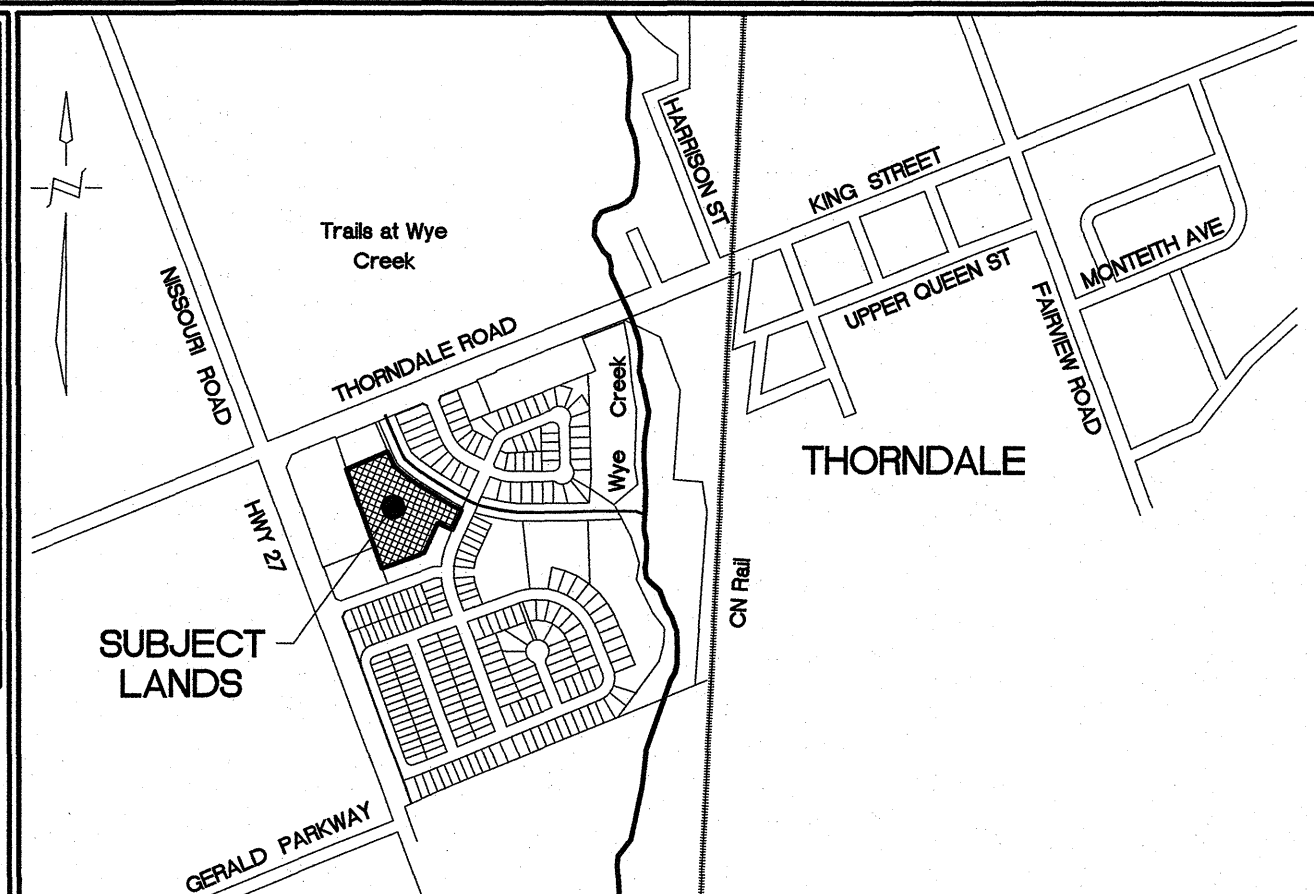 HARRISON ST
KING STREET
Trails at Wye
Creek
NISSOURI ROAD
MONTEITH AVE
UPPER QUEEN ST
FAIRVIEW ROAD
THORNDALE ROAD
Wye Creek
THORNDALE
HWY 27
CN Rail
SUBJECT
LANDS
GERALD PARKWAY